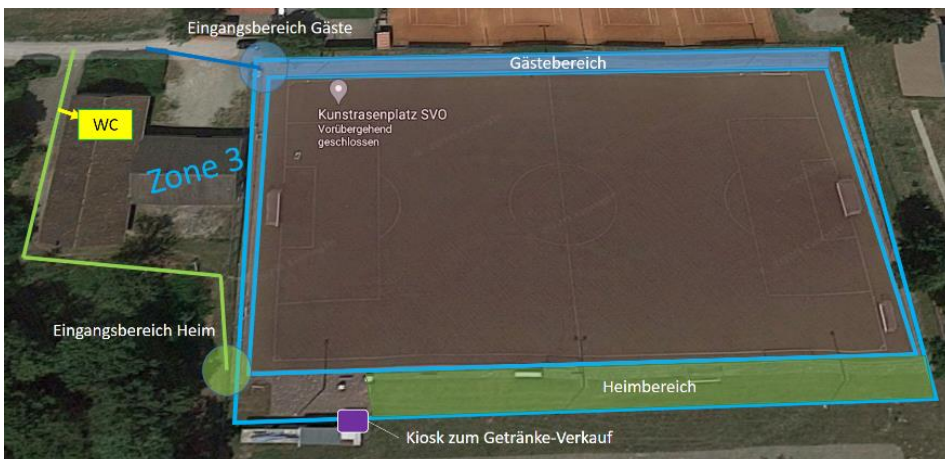 Eingangsbereich Gäste
Gästebereich
Kunstrasenplatz SVO
Vorübergehend
geschlossen
WC
Zone 3
Eingangsbereich Heim
Heimbereich
Kiosk zum Getränke-Verkauf